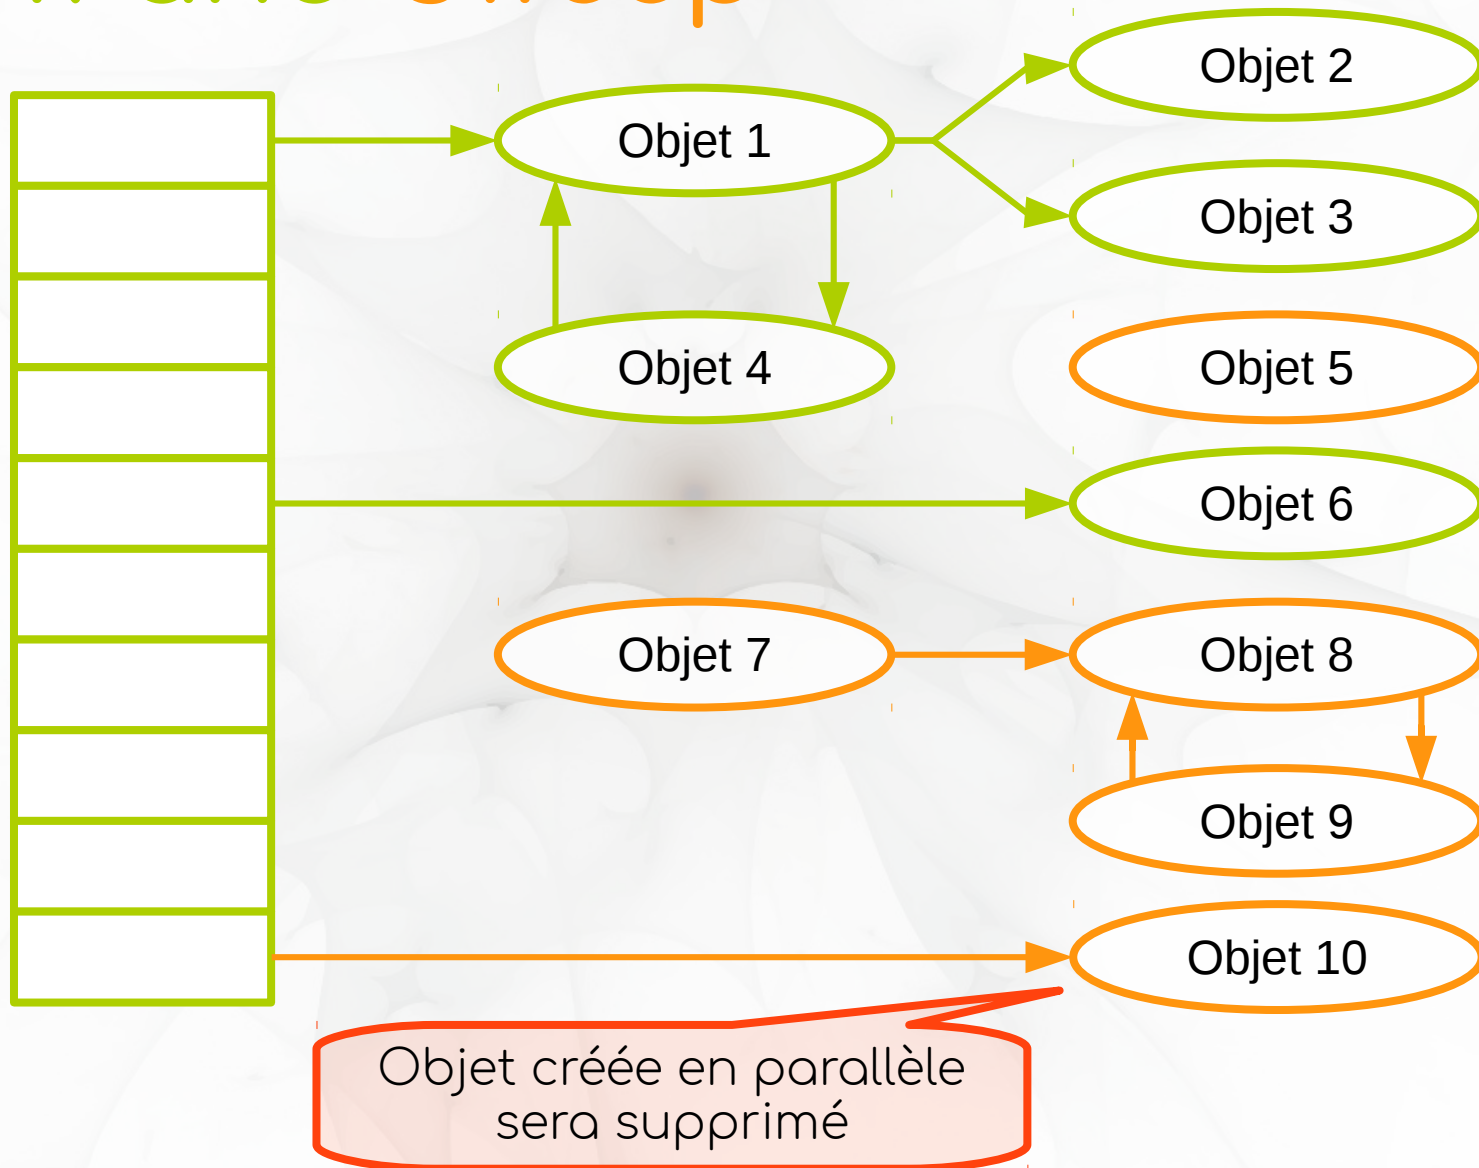 Objet 2
Objet 1
Objet 3
Objet 4
Objet 5
Objet 6
Objet 7
Objet 8
Objet 9
Objet 10
Objet créée en parallèle
sera supprimé